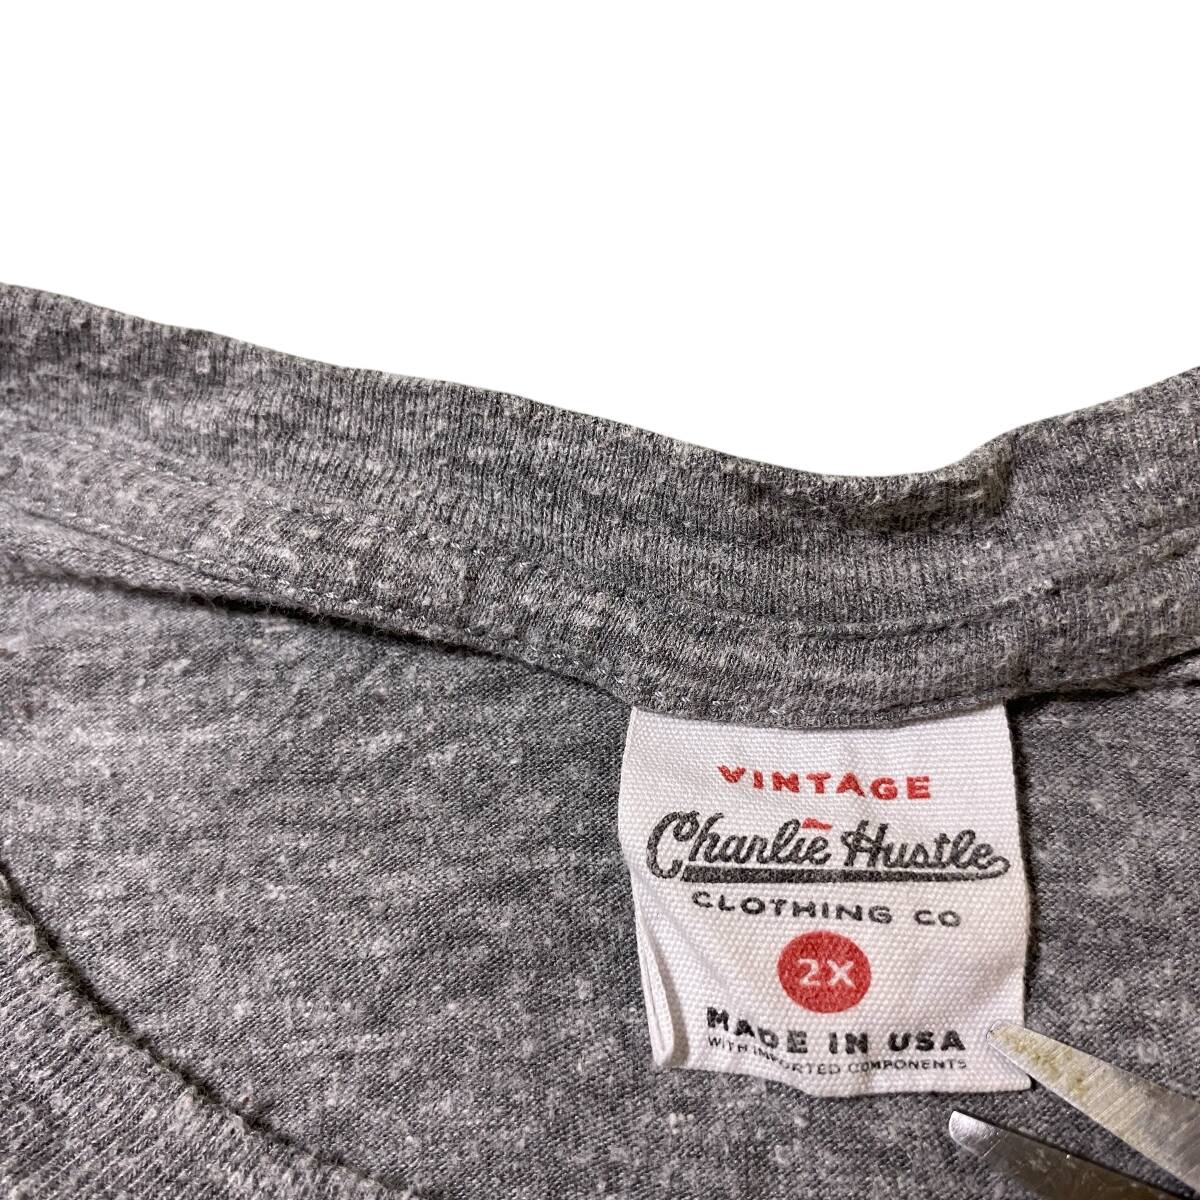 VINTAGE
Charlie Hustle
CLOTHING CO
2X
MADE IN USA
WITH IMPORTED COMPONENTS